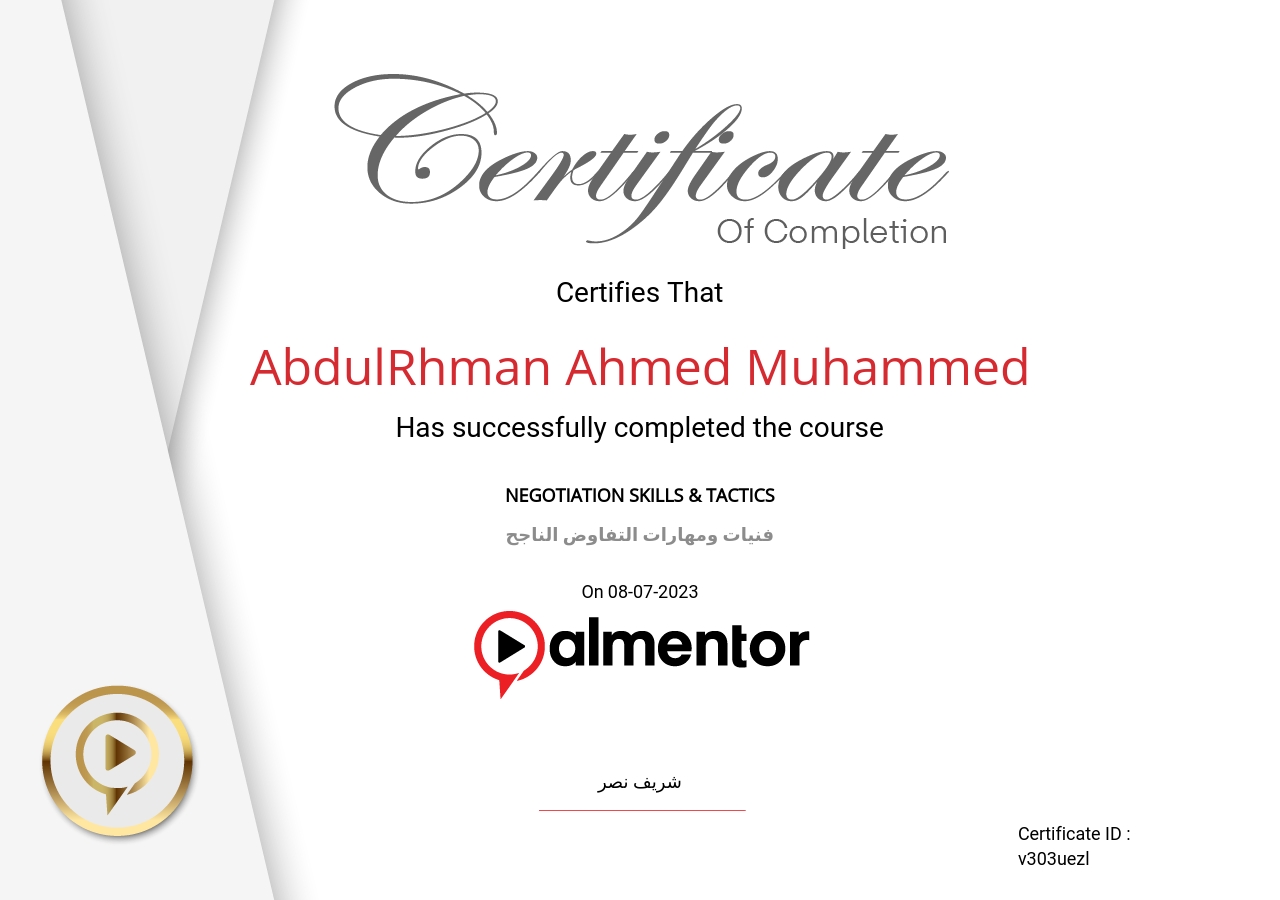 Certificate
Of Completion
Certifies That
AbdulRhman Ahmed Muhammed
Has successfully completed the course
NEGOTIATION SKILLS & TACTICS
فنيات ومهارات التفاوض الناجح
On 08-07-2023
almentor
شريف نصر
Certificate ID :
v303uezl